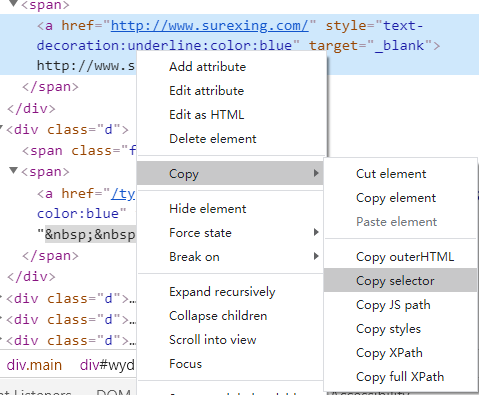 <span>
<a href="http://www.surexing.com/" style="text-
decoration:underline:color:blue" target="_blank">
http://www.s
</span>
</div>
<div class="d">
<span class="f
<span>
<a href="/ty
color:blue"
"&nbsp;&nbsp
</span>
</div>
<div class="d">…
<div class="d">…
<div class="d">…
div.main div#wyd
Add attribute
Edit attribute
Edit as HTML
Delete element
Copy
Hide element
Force state
Break on
Expand recursively
Collapse children
Scroll into view
Focus
Cut element
Copy element
Paste element
Copy outerHTML
Copy selector
Copy JS path
Copy styles
Copy XPath
Copy full XPath